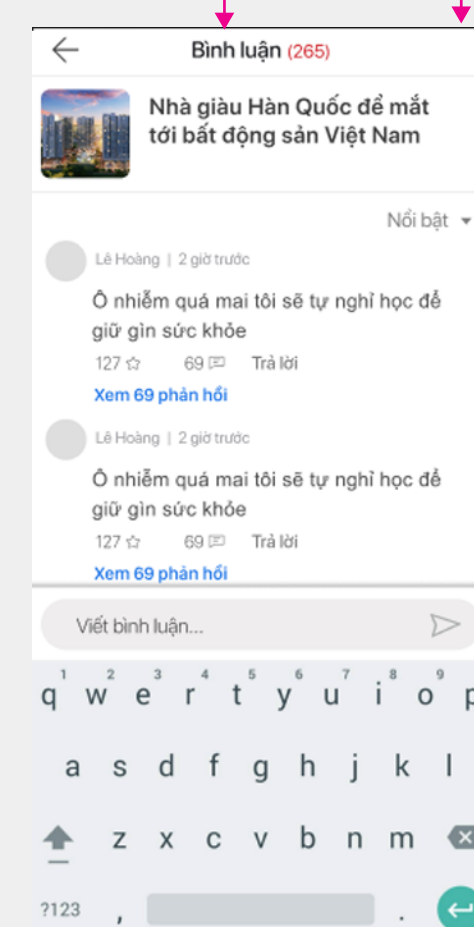 Bình luận (265)
Nhà giàu Hàn Quốc để mắt
tới bất động sản Việt Nam
Nổi bật
Lê Hoàng | 2 giờ trước
Ô nhiễm quá mai tôi sẽ tự nghỉ học để
giữ gìn sức khỏe
127 69 Trả lời
Xem 69 phản hồi
Lê Hoàng | 2 giờ trước
Ô nhiễm quá mai tôi sẽ tự nghỉ học để
giữ gìn sức khỏe
127 69 Trả lời
Xem 69 phản hồi
Viết bình luận...
1 2 3 4 5 6 7 8 9
q w e r t y u i o p
a s d f g h j k l
z x c v b n m
?123 , .